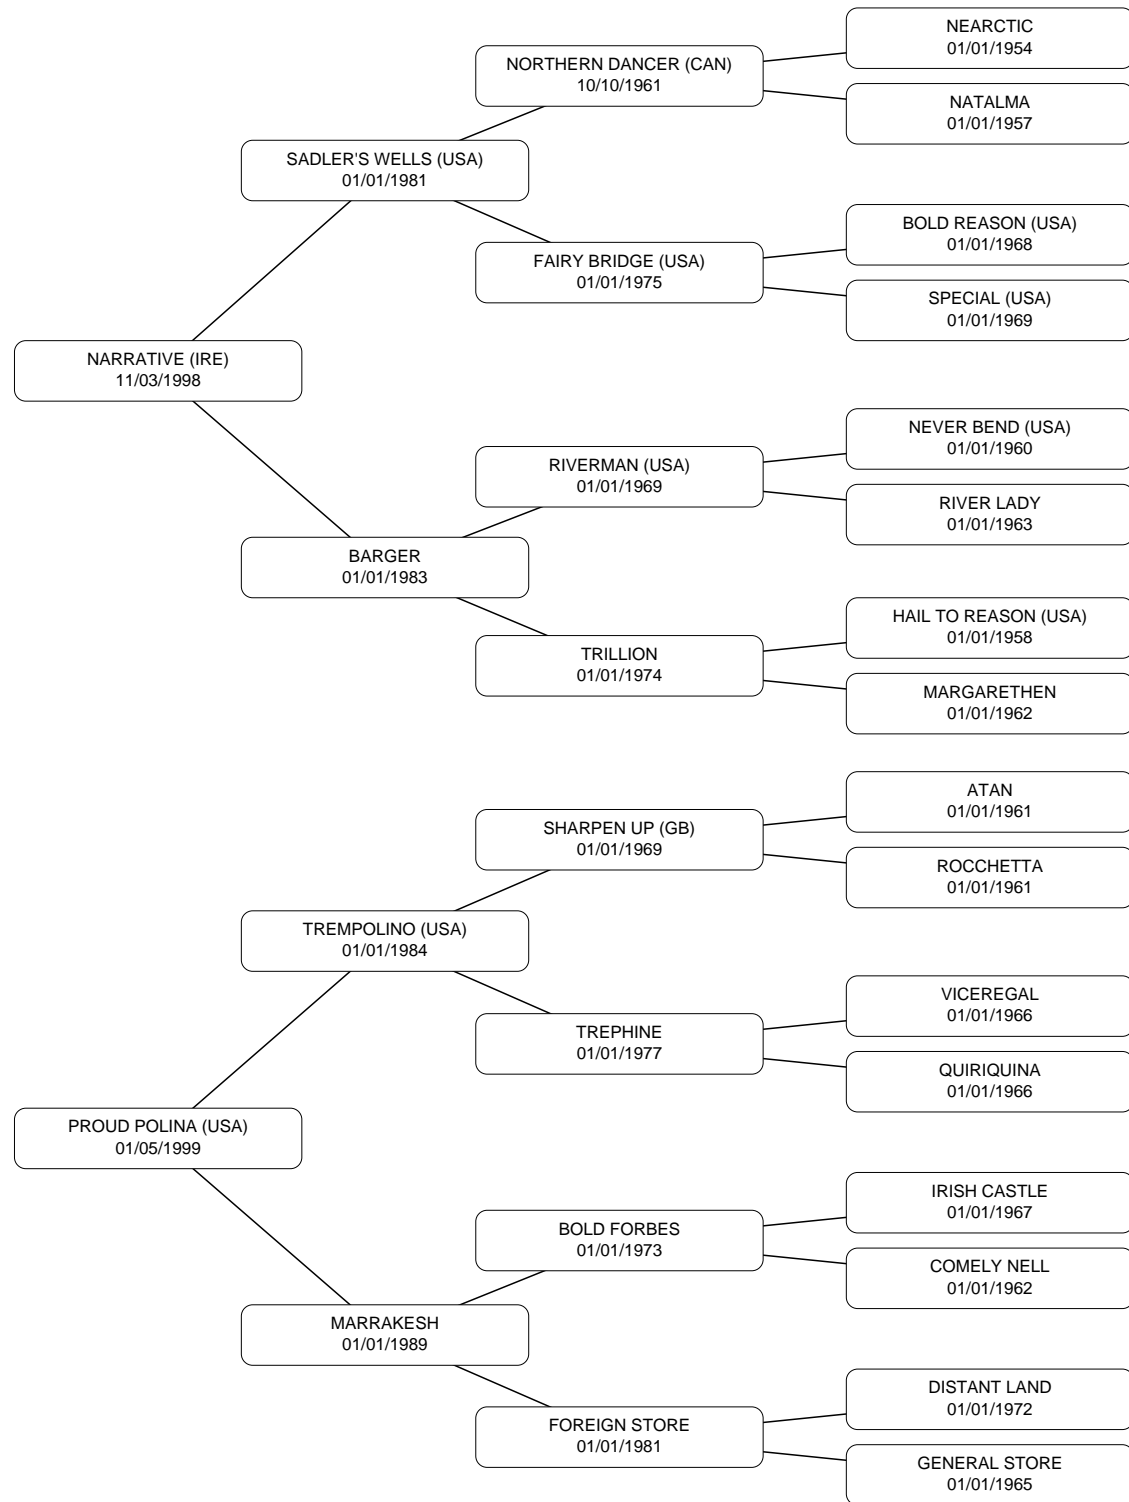 NEARCTIC
01/01/1954
NORTHERN DANCER (CAN)
10/10/1961
NATALMA
01/01/1957
SADLER'S WELLS (USA)
01/01/1981
BOLD REASON (USA)
01/01/1968
FAIRY BRIDGE (USA)
01/01/1975
SPECIAL (USA)
01/01/1969
NARRATIVE (IRE)
11/03/1998
NEVER BEND (USA)
01/01/1960
RIVERMAN (USA)
01/01/1969
RIVER LADY
01/01/1963
BARGER
01/01/1983
HAIL TO REASON (USA)
01/01/1958
TRILLION
01/01/1974
MARGARETHEN
01/01/1962
ATAN
01/01/1961
SHARPEN UP (GB)
01/01/1969
ROCCHETTA
01/01/1961
TREMPOLINO (USA)
01/01/1984
VICEREGAL
01/01/1966
TREPHINE
01/01/1977
QUIRIQUINA
01/01/1966
PROUD POLINA (USA)
01/05/1999
IRISH CASTLE
01/01/1967
BOLD FORBES
01/01/1973
COMELY NELL
01/01/1962
MARRAKESH
01/01/1989
DISTANT LAND
01/01/1972
FOREIGN STORE
01/01/1981
GENERAL STORE
01/01/1965